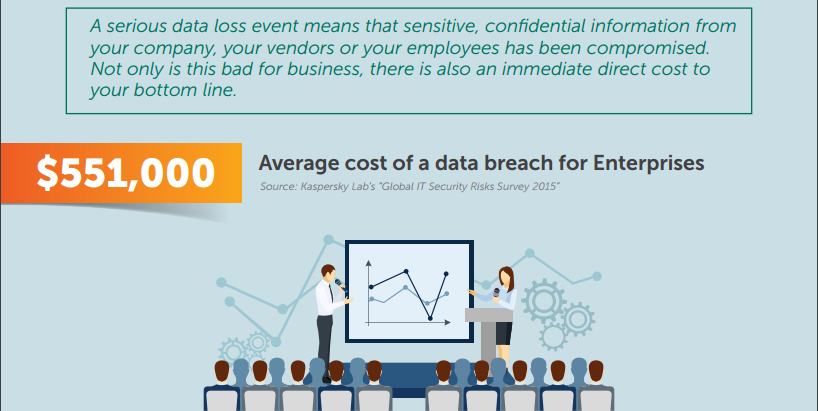 A serious data loss event means that sensitive, confidential information from
your company, your vendors or your employees has been compromised.
Not only is this bad for business, there is also an immediate direct cost to
your bottom line.
$551,000
Average cost of a data breach for Enterprises
Source: Kaspersky Lab's "Global IT Security Risks Survey 2015"